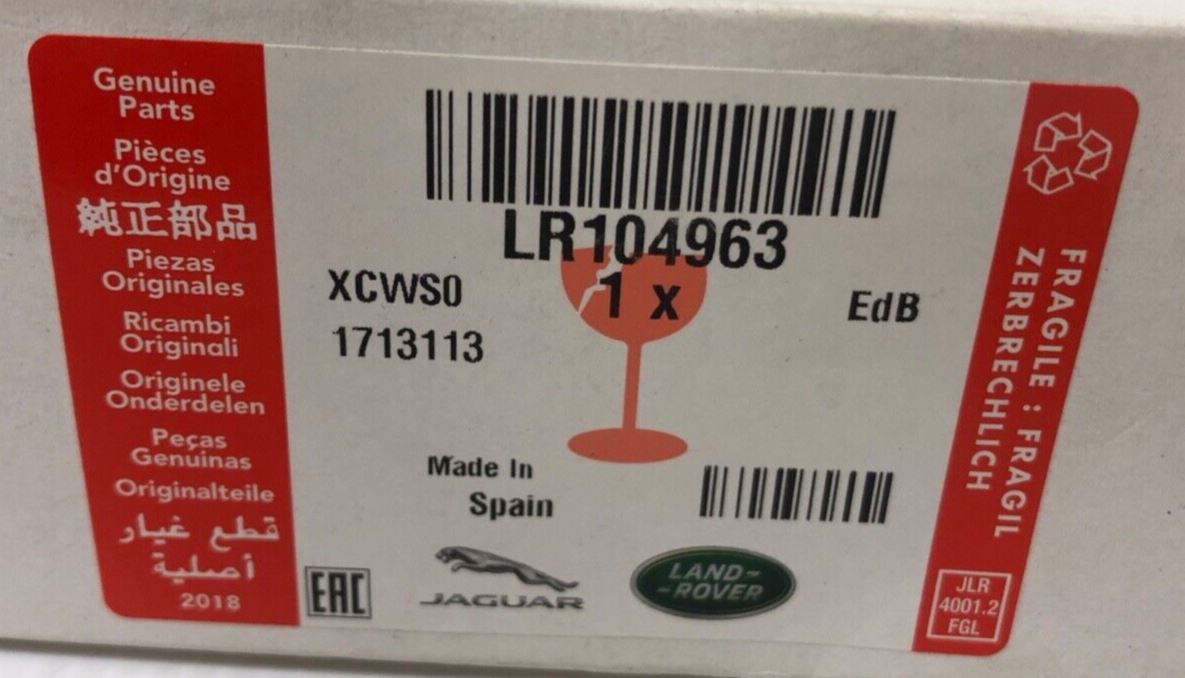 Genuine
Parts
Pièces
d'Origine
純正部品
Piezas
Originales
Ricambi
Originali
Originele
Onderdelen
Peças
Genuinas
Originalteile
قطع غيار
أصلية
2018
LR104963
1 x
XCWS0
1713113
EdB
Made In
Spain
EAC
JAGUAR
LAND-
-ROVER
FRAGILE : FRAGIL
ZERBRECHLICH
JLR
4001.2
FGL